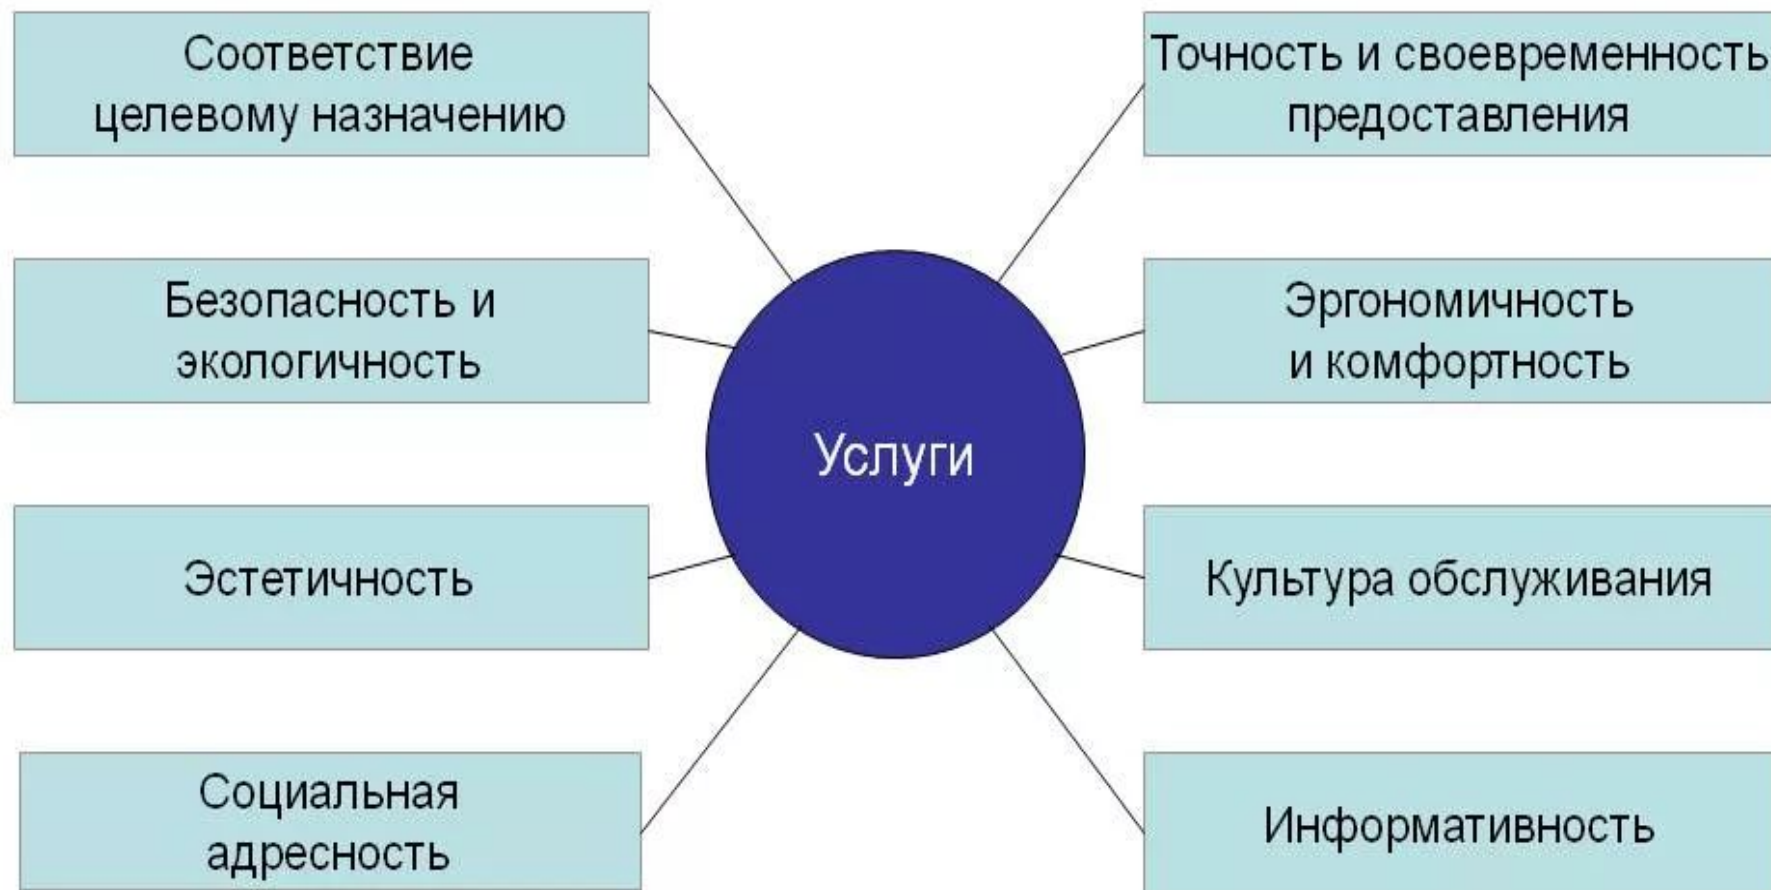 Соответствие
целевому назначению
Точность и своевременность
предоставления
Безопасность и
экологичность
Эргономичность
и комфортность
Услуги
Эстетичность
Культура обслуживания
Социальная
адресность
Информативность